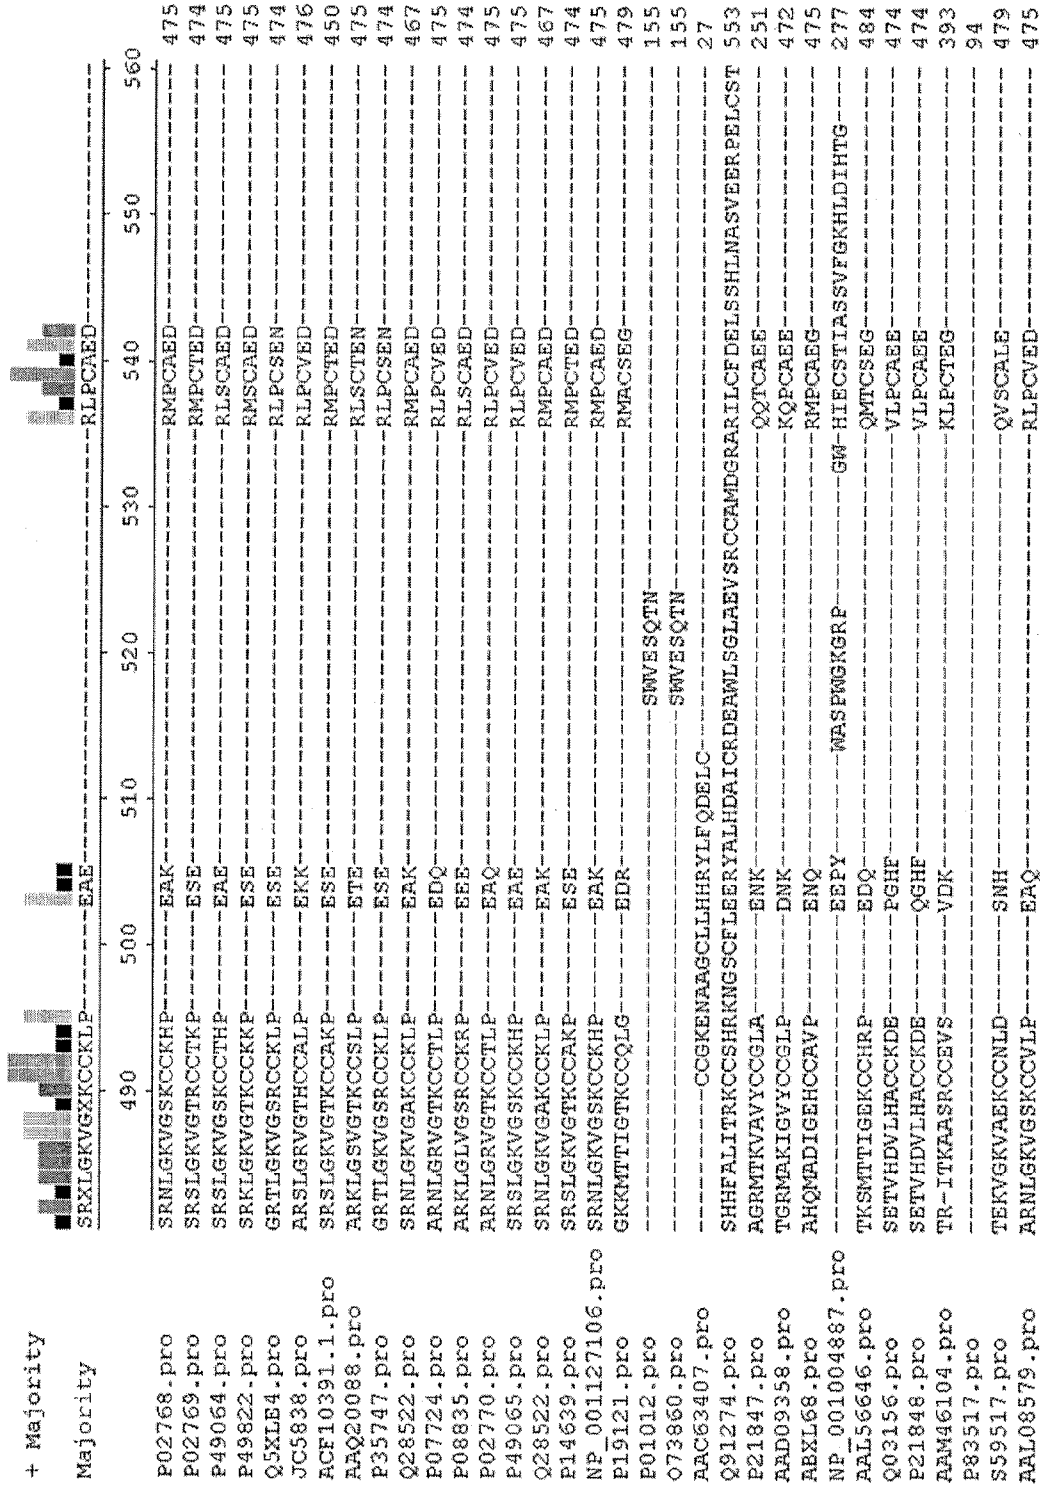 + Majority
Majority SRXLGKVGXKCCKLP-------EAE------------------------------RLPCAED------------------
490 500 510 520 530 540 550 560
P02768.pro SRNLGKVGSKCCKHP-------EAK------------------------------RMPCAED------------------ 475
P02769.pro SRSLGKVGTRCCTKP-------ESE------------------------------RMPCTED------------------ 474
P49064.pro SRSLGKVGSKCCTHP-------EAE------------------------------RLSCAED------------------ 475
P49822.pro SRKLGKVGTKCCKKP-------ESE------------------------------RMSCAED------------------ 475
Q5XLE4.pro GRTLGKVGSRCCKLP-------ESE------------------------------RLPCSEN------------------ 474
JC5838.pro ARSLGRVGTHCCALP-------EKK------------------------------RLPCVED------------------ 476
ACF10391.1.pro SRSLGKVGTKCCAKP-------ESE------------------------------RMPCTED------------------ 450
AAQ20088.pro ARKLGSVGTKCCSLP-------ETE------------------------------RLSCTEN------------------ 475
P35747.pro GRTLGKVGSRCCKLP-------ESE------------------------------RLPCSEN------------------ 474
Q28522.pro SRNLGKVGAKCCKLP-------EAK------------------------------RMPCAED------------------ 467
P07724.pro ARNLGRVGTKCCTLP-------EDQ------------------------------RLPCVED------------------ 475
P08835.pro ARKLGLVGSRCCKRP-------EEE------------------------------RLSCAED------------------ 474
P02770.pro ARNLGRVGTKCCTLP-------EAQ------------------------------RLPCVED------------------ 475
P49065.pro SRSLGKVGSKCCKHP-------EAE------------------------------RLPCVED------------------ 475
Q28522.pro SRNLGKVGAKCCKLP-------EAK------------------------------RMPCAED------------------ 467
P14639.pro SRSLGKVGTKCCAKP-------ESE------------------------------RMPCTED------------------ 474
NP_001127106.pro SRNLGKVGSKCCKHP-------EAK------------------------------RMPCAED------------------ 475
P19121.pro GKKMTTIGTKCCQLG-------EDR------------------------------RMACSEG------------------ 479
P01012.pro ------------------------------------SWVESQTN------------------------------------ 155
O73860.pro ------------------------------------SWVESQTN------------------------------------ 155
AAC63407.pro ----------CCGKENAAGCLLHHRYLFQDELC----------------------------------------------- 27
Q91274.pro SHHFALITRKCCSHRKNGSCFLEERYALHDAICRDEAWLSGLAEVSRCCAMDGRARILCFDELSSHLNASVEERPELCST 553
P21847.pro AGRMTKVAVYCCGLA-------ENK------------------------------QQTCAEE------------------ 251
AAD09358.pro TGRMAKIGVYCCGLP-------DNK------------------------------KQPCAEE------------------ 472
ABXL68.pro AHQMADIGEHCCAVP-------ENQ------------------------------RMPCAEG------------------ 475
NP_001004887.pro ---------------------EEPY--------WASPWGKGRP---------GW-HIECSTIASSVFGKHLDIHTG---- 277
AAL56646.pro TKSMTTIGEKCCHRP-------EDQ------------------------------QMTCSEG------------------ 484
Q03156.pro SETVHDVLHACCKDE------PGHF------------------------------VLPCAEE------------------ 474
P21848.pro SETVHDVLHACCKDE------QGHF------------------------------VLPCAEE------------------ 474
AAM46104.pro TR-ITKAASRCCEVS-------VDK------------------------------KLPCTEG------------------ 393
P83517.pro -------------------------------------------------------------------------------- 94
S59517.pro TEKVGKVAEKCCNLD-------SNH------------------------------QVSCALE------------------ 479
AAL08579.pro ARNLGKVGSKCCVLP-------EAQ------------------------------RLPCVED------------------ 475